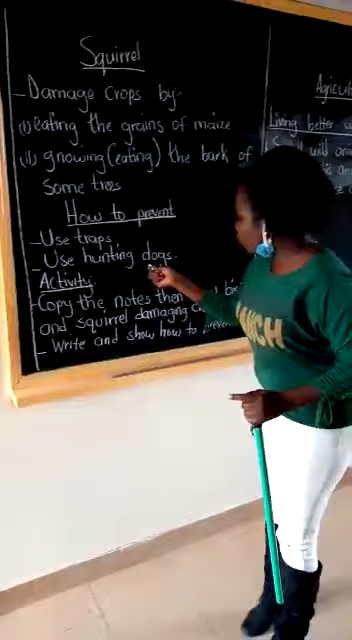 Squirrel
- Damage Crops by:-
(i) eating the grains of maize
(ii) gnowing (eating) the bark of
some trees
How to prevent
- Use traps
- Use hunting dogs.
Activity:
- Copy the notes then
and squirrel damaging
- Write and show how to prevent
Living better